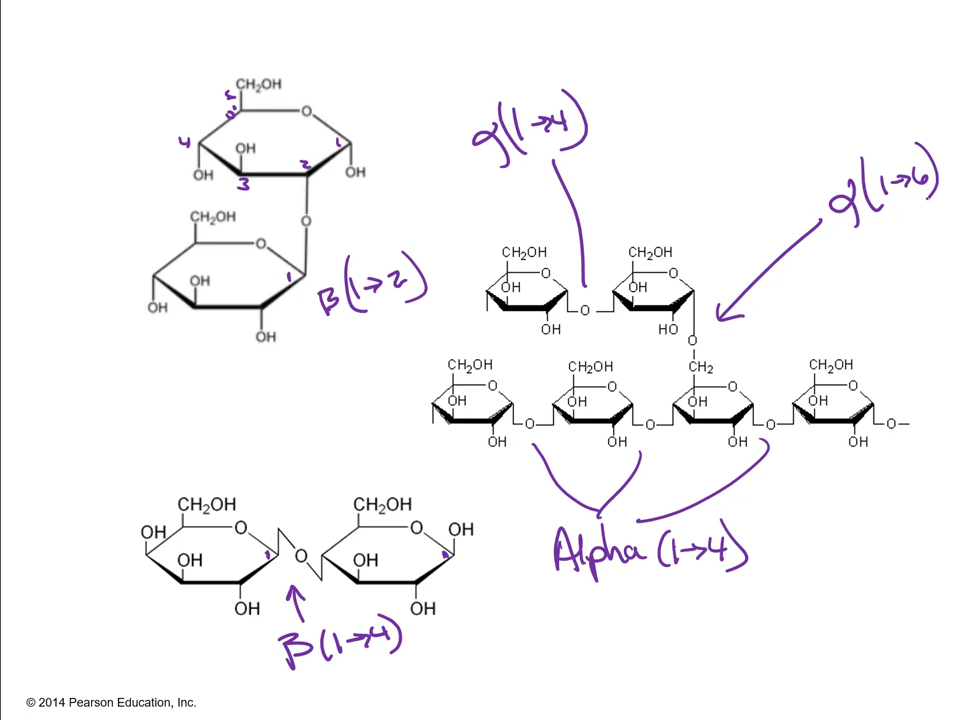 CH₂OH
5
O
4
1
OH
2
OH
3
OH
O
CH₂OH
O
1
OH
OH
OH
β(1→2)
α(1→4)
α(1→6)
CH₂OH
CH₂OH
O
O
OH
OH
O
OH
HO
O
CH₂OH
CH₂OH
CH₂
CH₂OH
O
O
O
O
OH
OH
OH
OH
O
O
O
O
OH
OH
OH
OH
Alpha (1→4)
CH₂OH
CH₂OH
OH
O
O
OH
1
O
OH
OH
OH
OH
β(1→4)
© 2014 Pearson Education, Inc.